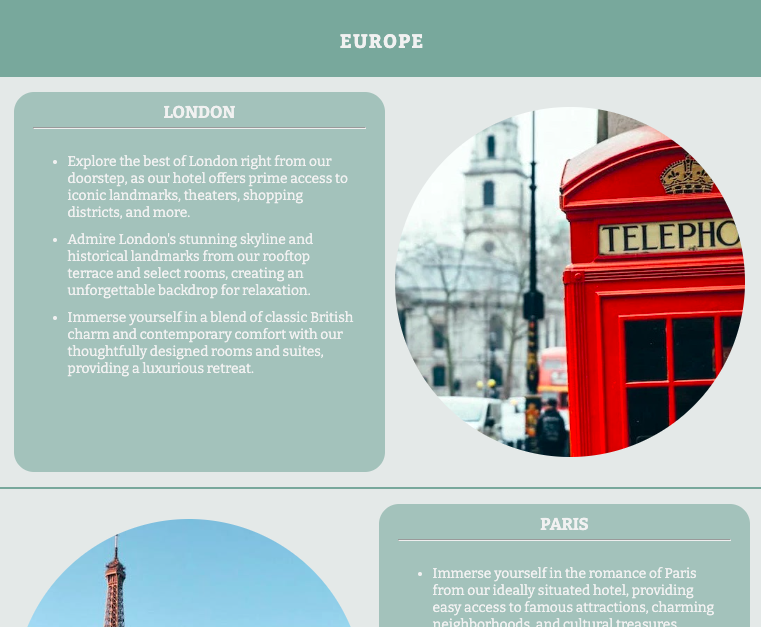 EUROPE
LONDON
Explore the best of London right from our
doorstep, as our hotel offers prime access to
iconic landmarks, theaters, shopping
districts, and more.
Admire London's stunning skyline and
historical landmarks from our rooftop
terrace and select rooms, creating an
unforgettable backdrop for relaxation.
Immerse yourself in a blend of classic British
charm and contemporary comfort with our
thoughtfully designed rooms and suites,
providing a luxurious retreat.
TELEPHO
PARIS
Immerse yourself in the romance of Paris
from our ideally situated hotel, providing
easy access to famous attractions, charming
neighborhoods, and cultural treasures.